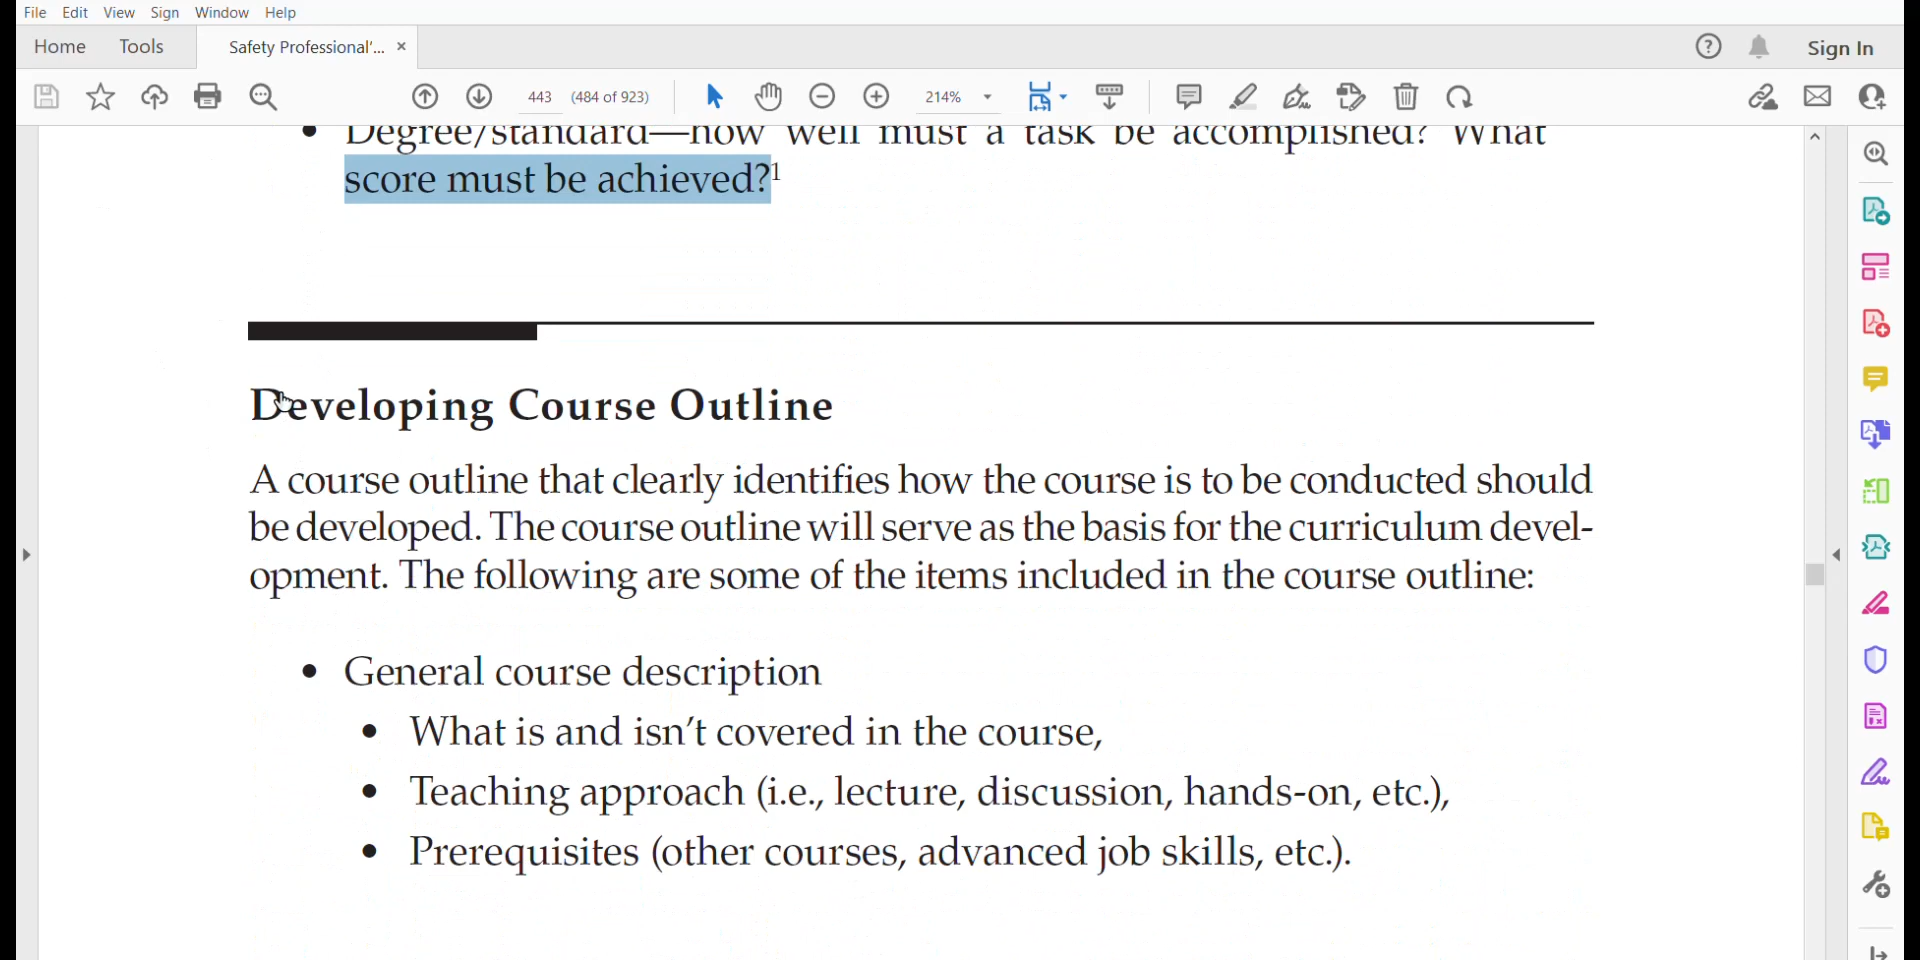 File Edit View Sign Window Help
Home Tools Safety Professional'... × Sign In
443 (484 of 923) 214%
• Degree/standard—how well must a task be accomplished? What
score must be achieved?1
Developing Course Outline
A course outline that clearly identifies how the course is to be conducted should
be developed. The course outline will serve as the basis for the curriculum devel-
opment. The following are some of the items included in the course outline:
• General course description
• What is and isn't covered in the course,
• Teaching approach (i.e., lecture, discussion, hands-on, etc.),
• Prerequisites (other courses, advanced job skills, etc.).